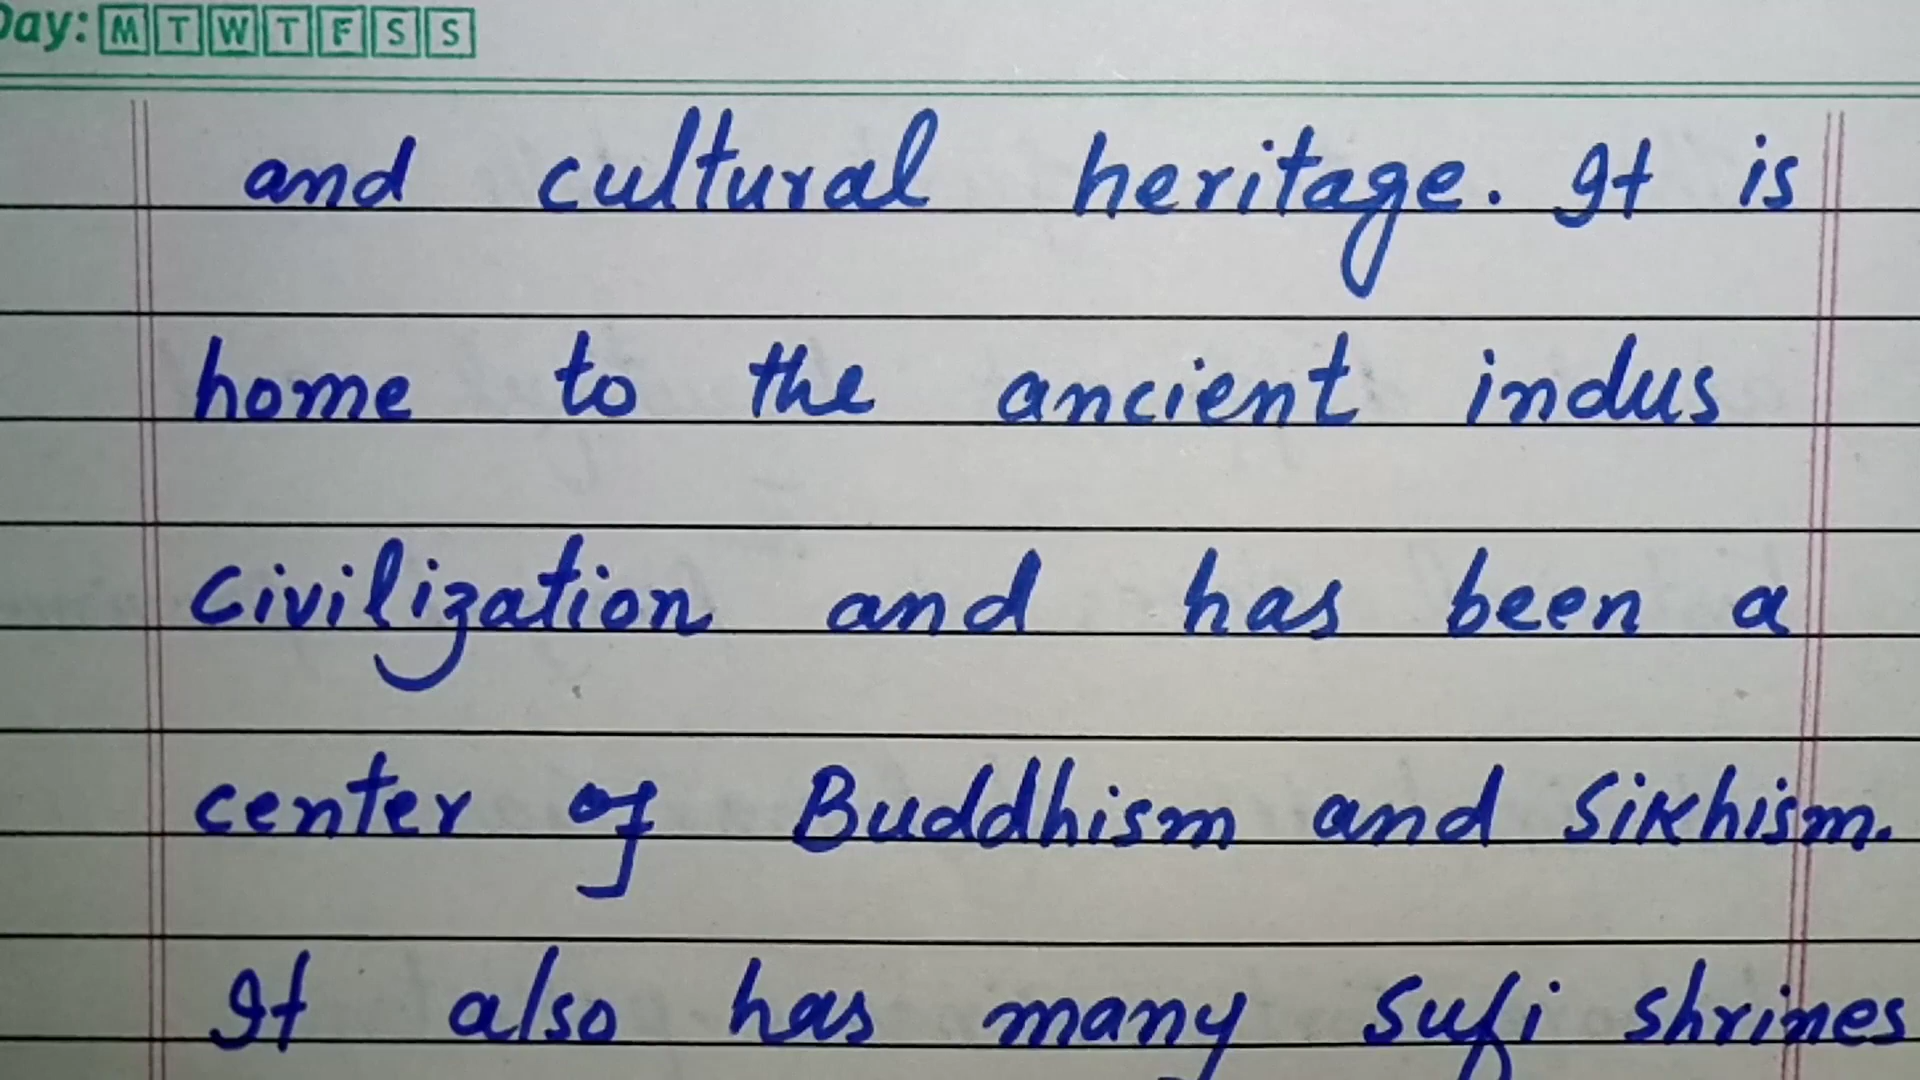 Day: M T W T F S S
and cultural heritage. It is
home to the ancient indus
civilization and has been a
center of Buddhism and Sikhism.
It also has many sufi shrines